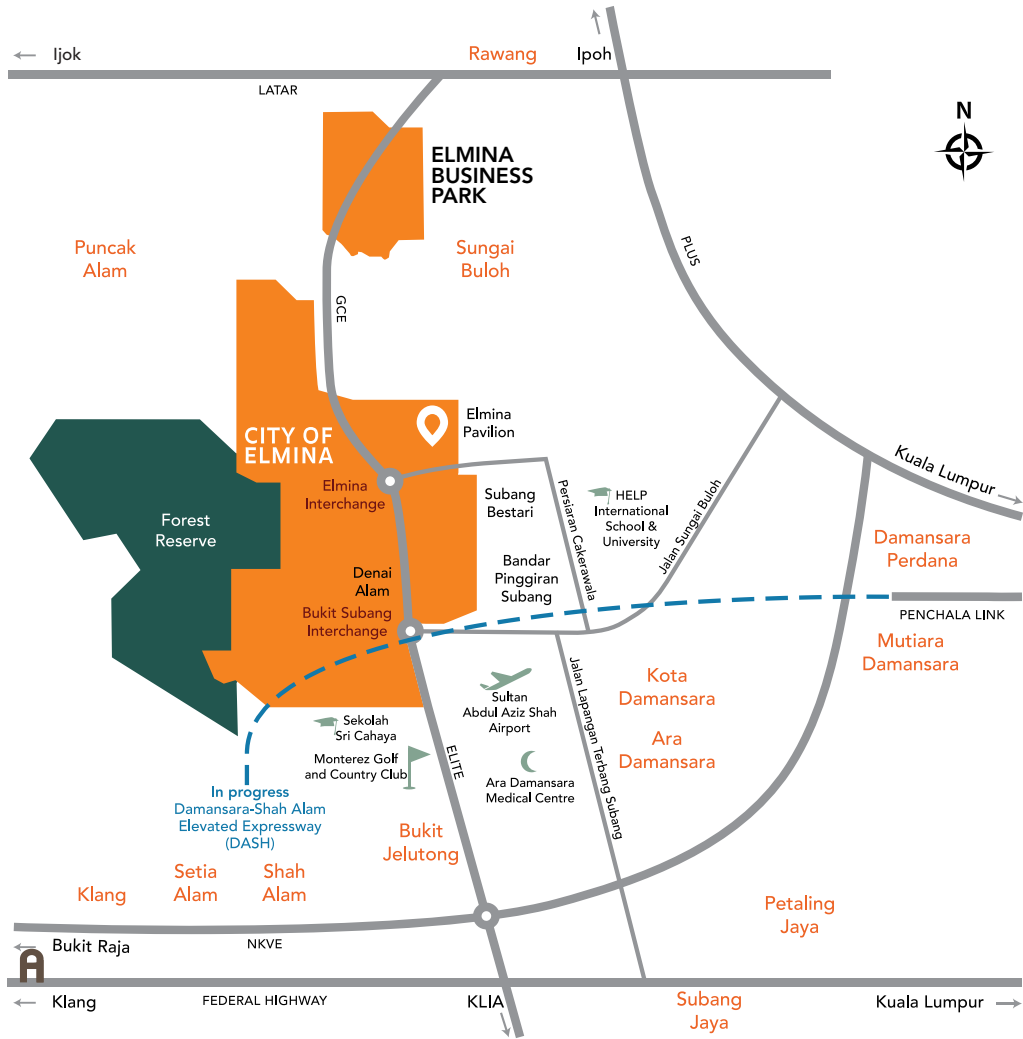 Ijok
Rawang
Ipoh
LATAR
N
ELMINA
BUSINESS
PARK
Puncak
Alam
Sungai
Buloh
PLUS
GCE
Elmina
Pavilion
CITY OF
ELMINA
Kuala Lumpur
Elmina
Interchange
Subang
Bestari
Persiaran Cakerawala
HELP
International
School &
University
Jalan Sungai Buloh
Forest
Reserve
Damansara
Perdana
Denai
Alam
Bandar
Pinggiran
Subang
Bukit Subang
Interchange
PENCHALA LINK
Mutiara
Damansara
Kota
Damansara
Sultan
Abdul Aziz Shah
Airport
Jalan Lapangan Terbang Subang
Sekolah
Sri Cahaya
Ara
Damansara
Monterez Golf
and Country Club
ELITE
Ara Damansara
Medical Centre
In progress
Damansara-Shah Alam
Elevated Expressway
(DASH)
Bukit
Jelutong
Klang
Setia
Alam
Shah
Alam
Petaling
Jaya
Bukit Raja
NKVE
A
Klang
FEDERAL HIGHWAY
KLIA
Subang
Jaya
Kuala Lumpur